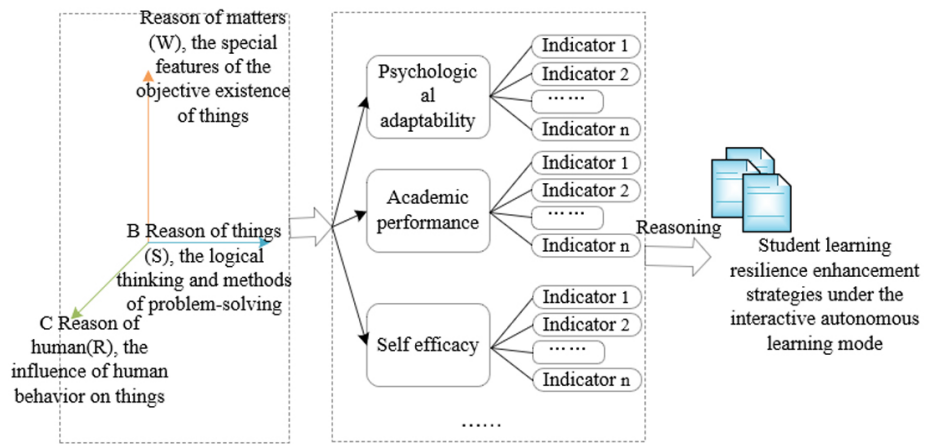 Reason of matters
(W), the special
features of the
objective existence
of things
B Reason of things
(S), the logical
thinking and methods
of problem-solving
C Reason of
human(R), the
influence of human
behavior on things
Psychologic
al
adaptability
Indicator 1
Indicator 2
……
Indicator n
Academic
performance
Indicator 1
Indicator 2
……
Indicator n
Self efficacy
Indicator 1
Indicator 2
……
Indicator n
……
Reasoning
Student learning
resilience enhancement
strategies under the
interactive autonomous
learning mode